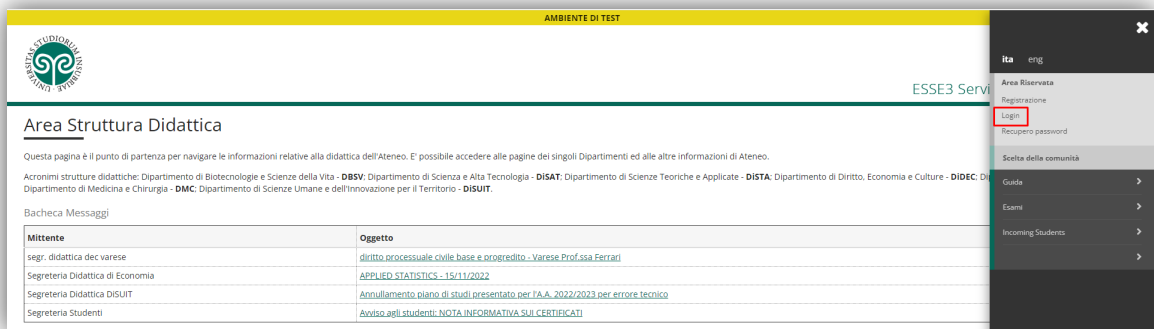 AMBIENTE DI TEST
UNIVERSITAS STUDIORUM INSUBRIAE
ESSE3 Servi
Area Struttura Didattica
Questa pagina è il punto di partenza per navigare le informazioni relative alla didattica dell'Ateneo. E' possibile accedere alle pagine dei singoli Dipartimenti ed alle altre informazioni di Ateneo.
Acronimi strutture didattiche: Dipartimento di Biotecnologie e Scienze della Vita - DBSV; Dipartimento di Scienza e Alta Tecnologia - DiSAT; Dipartimento di Scienze Teoriche e Applicate - DiSTA; Dipartimento di Diritto, Economia e Culture - DiDEC; Di
Dipartimento di Medicina e Chirurgia - DMC; Dipartimento di Scienze Umane e dell'Innovazione per il Territorio - DiSUIT.
Bacheca Messaggi
Mittente Oggetto
segr. didattica dec varese diritto processuale civile base e progredito - Varese Prof.ssa Ferrari
Segreteria Didattica di Economia APPLIED STATISTICS - 15/11/2022
Segreteria Didattica DiSUIT Annullamento piano di studi presentato per l'A.A. 2022/2023 per errore tecnico
Segreteria Studenti Avviso agli studenti: NOTA INFORMATIVA SUI CERTIFICATI
ita eng
Area Riservata
Registrazione
Login
Recupero password
Scelta della comunità
Guida
Esami
Incoming Students